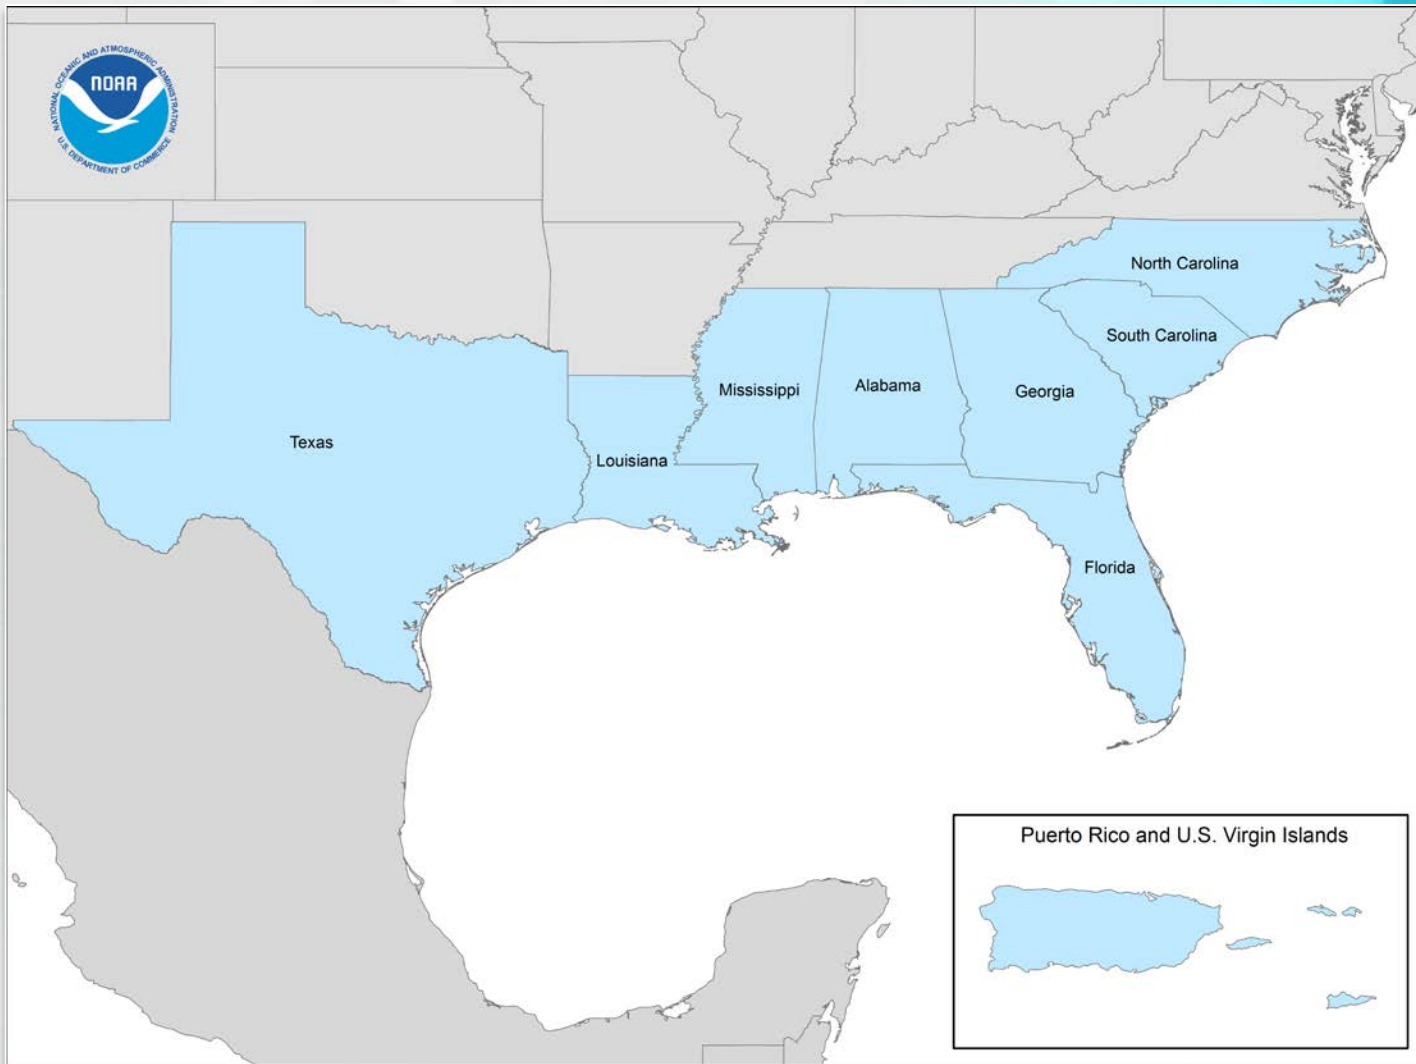 NATIONAL OCEANIC AND ATMOSPHERIC ADMINISTRATION
NOAA
U.S. DEPARTMENT OF COMMERCE
North Carolina
South Carolina
Mississippi
Alabama
Georgia
Texas
Louisiana
Florida
Puerto Rico and U.S. Virgin Islands